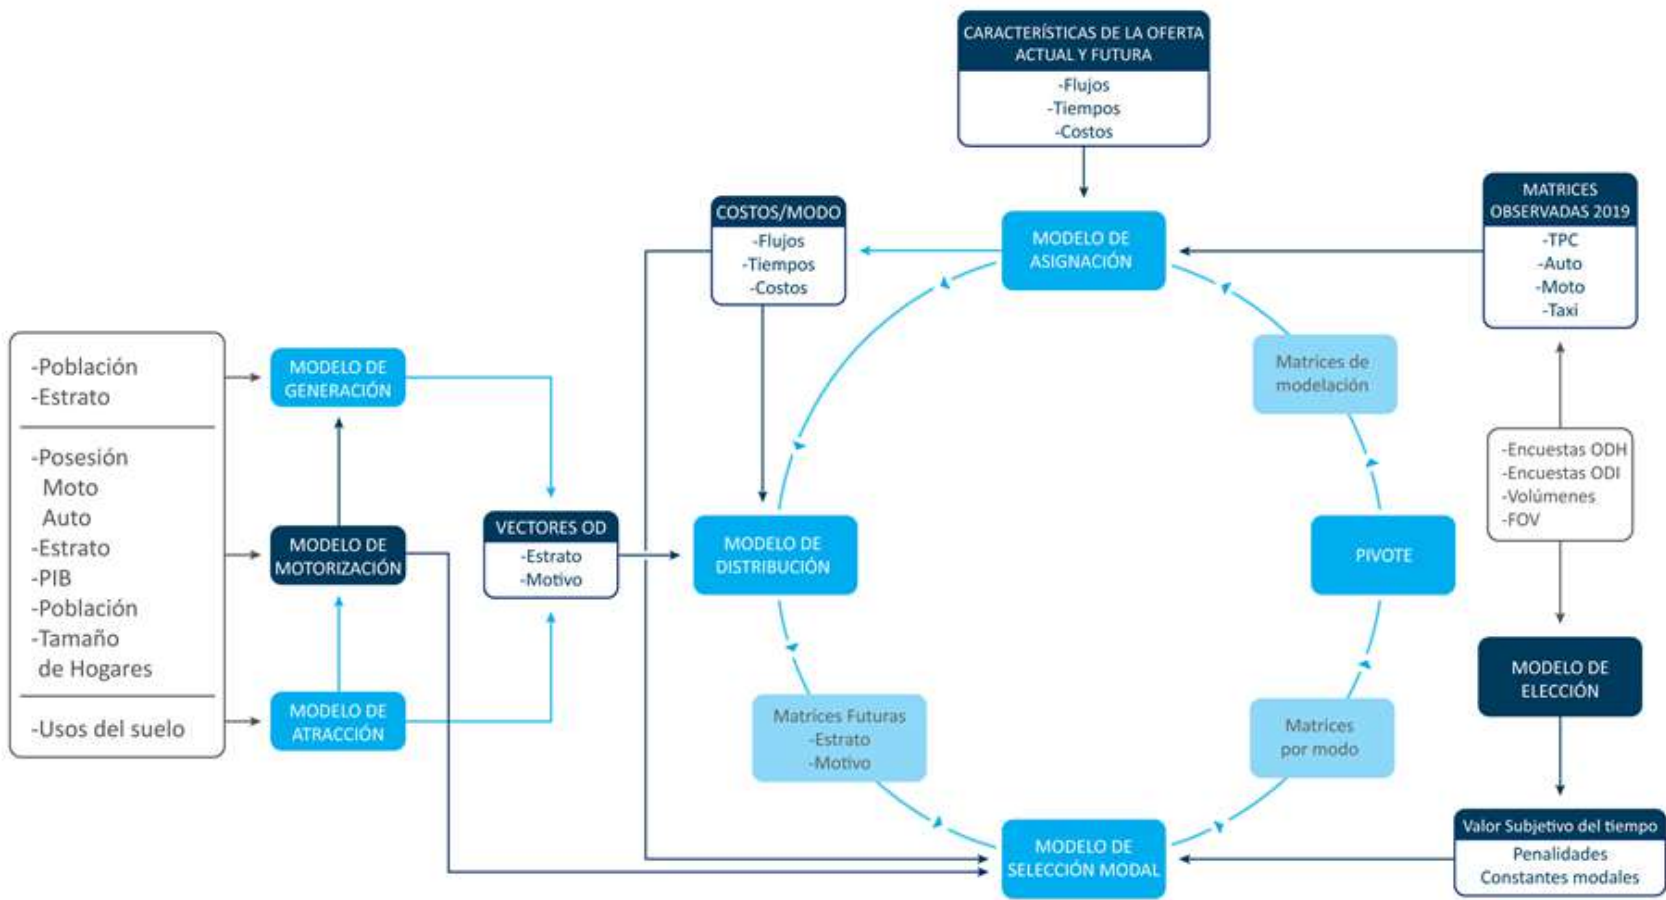 CARACTERÍSTICAS DE LA OFERTA
ACTUAL Y FUTURA
-Flujos
-Tiempos
-Costos
COSTOS/MODO
-Flujos
-Tiempos
-Costos
MODELO DE
ASIGNACIÓN
MATRICES
OBSERVADAS 2019
-TPC
-Auto
-Moto
-Taxi
-Población
-Estrato
-Posesión
Moto
Auto
-Estrato
-PIB
-Población
-Tamaño
de Hogares
-Usos del suelo
MODELO DE
GENERACIÓN
MODELO DE
MOTORIZACIÓN
MODELO DE
ATRACCIÓN
VECTORES OD
-Estrato
-Motivo
MODELO DE
DISTRIBUCIÓN
Matrices de
modelación
PIVOTE
-Encuestas ODH
-Encuestas ODI
-Volúmenes
-FOV
MODELO DE
ELECCIÓN
Matrices Futuras
-Estrato
-Motivo
Matrices
por modo
MODELO DE
SELECCIÓN MODAL
Valor Subjetivo del tiempo
Penalidades
Constantes modales